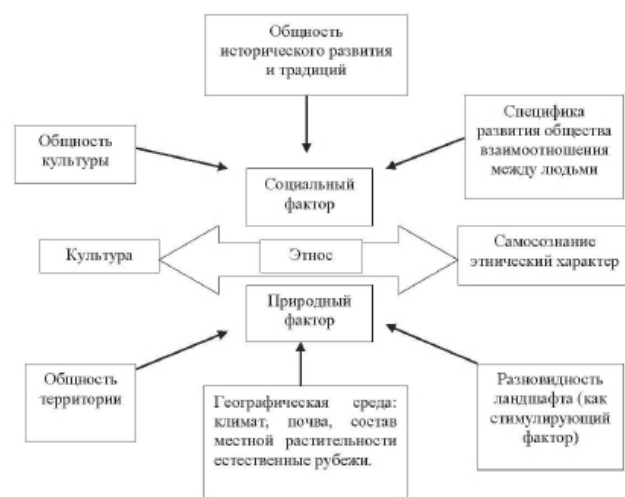 Общность
исторического развития
и традиций
Общность
культуры
Специфика
развития общества
взаимоотношения
между людьми
Социальный
фактор
Культура
Этнос
Самосознание
этнический характер
Природный
фактор
Общность
территории
Географическая среда:
климат, почва, состав
местной растительности
естественные рубежи.
Разновидность
ландшафта (как
стимулирующий
фактор)